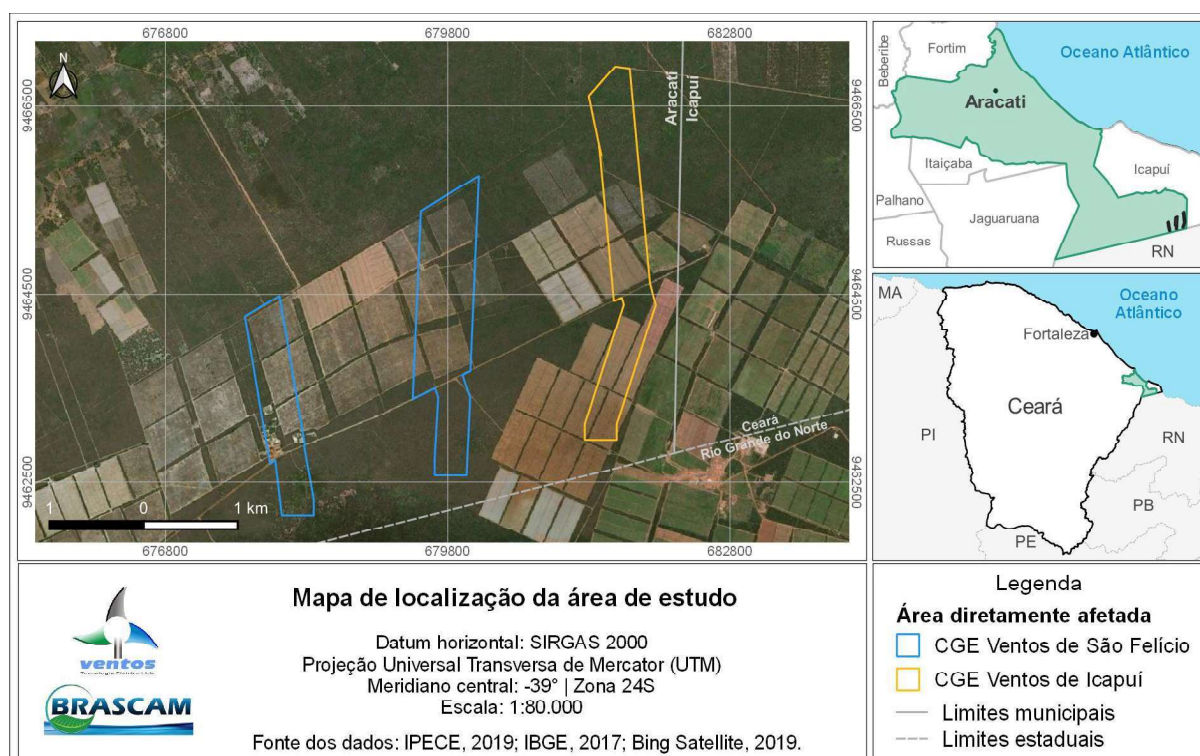 676800 679800 682800
N
9466500
9464500
9462500
Aracati
Icapuí
Ceará
Rio Grande do Norte
1 0 1 km
9466500
9464500
9462500
676800 679800 682800
Beberibe
Fortim
Oceano Atlântico
Aracati
Itaiçaba
Icapuí
Palhano
Jaguaruana
Russas
RN
MA
Oceano
Atlântico
Fortaleza
Ceará
PI
RN
PB
PE
ventos
BRASCAM
Mapa de localização da área de estudo
Datum horizontal: SIRGAS 2000
Projeção Universal Transversa de Mercator (UTM)
Meridiano central: -39° | Zona 24S
Escala: 1:80.000
Fonte dos dados: IPECE, 2019; IBGE, 2017; Bing Satellite, 2019.
Legenda
Área diretamente afetada
CGE Ventos de São Felício
CGE Ventos de Icapuí
Limites municipais
Limites estaduais